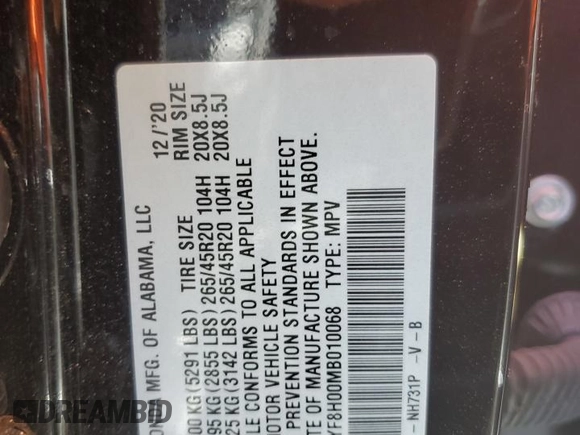 MFG. OF ALABAMA, LLC 12/'20
00 KG(5291 LBS) TIRE SIZE RIM SIZE
95 KG(2855 LBS) 265/45R20 104H 20X8.5J
25 KG(3142 LBS) 265/45R20 104H 20X8.5J
LE CONFORMS TO ALL APPLICABLE
MOTOR VEHICLE SAFETY
PREVENTION STANDARDS IN EFFECT
TE OF MANUFACTURE SHOWN ABOVE.
YF8H00MB010068 TYPE: MPV
- NH731P -V -B
DREAMBID